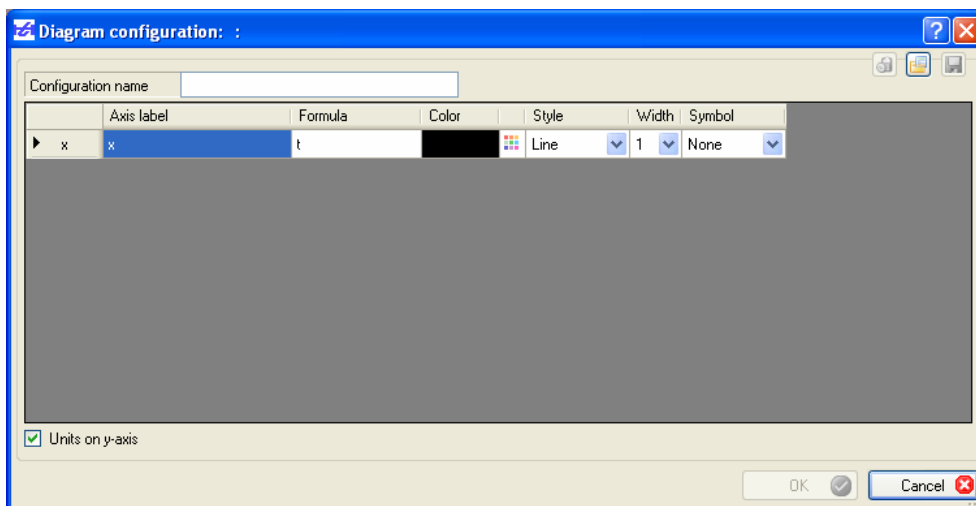 Diagram configuration: :
Configuration name
Axis label Formula Color Style Width Symbol
x x t Line 1 None
Units on y-axis
OK Cancel